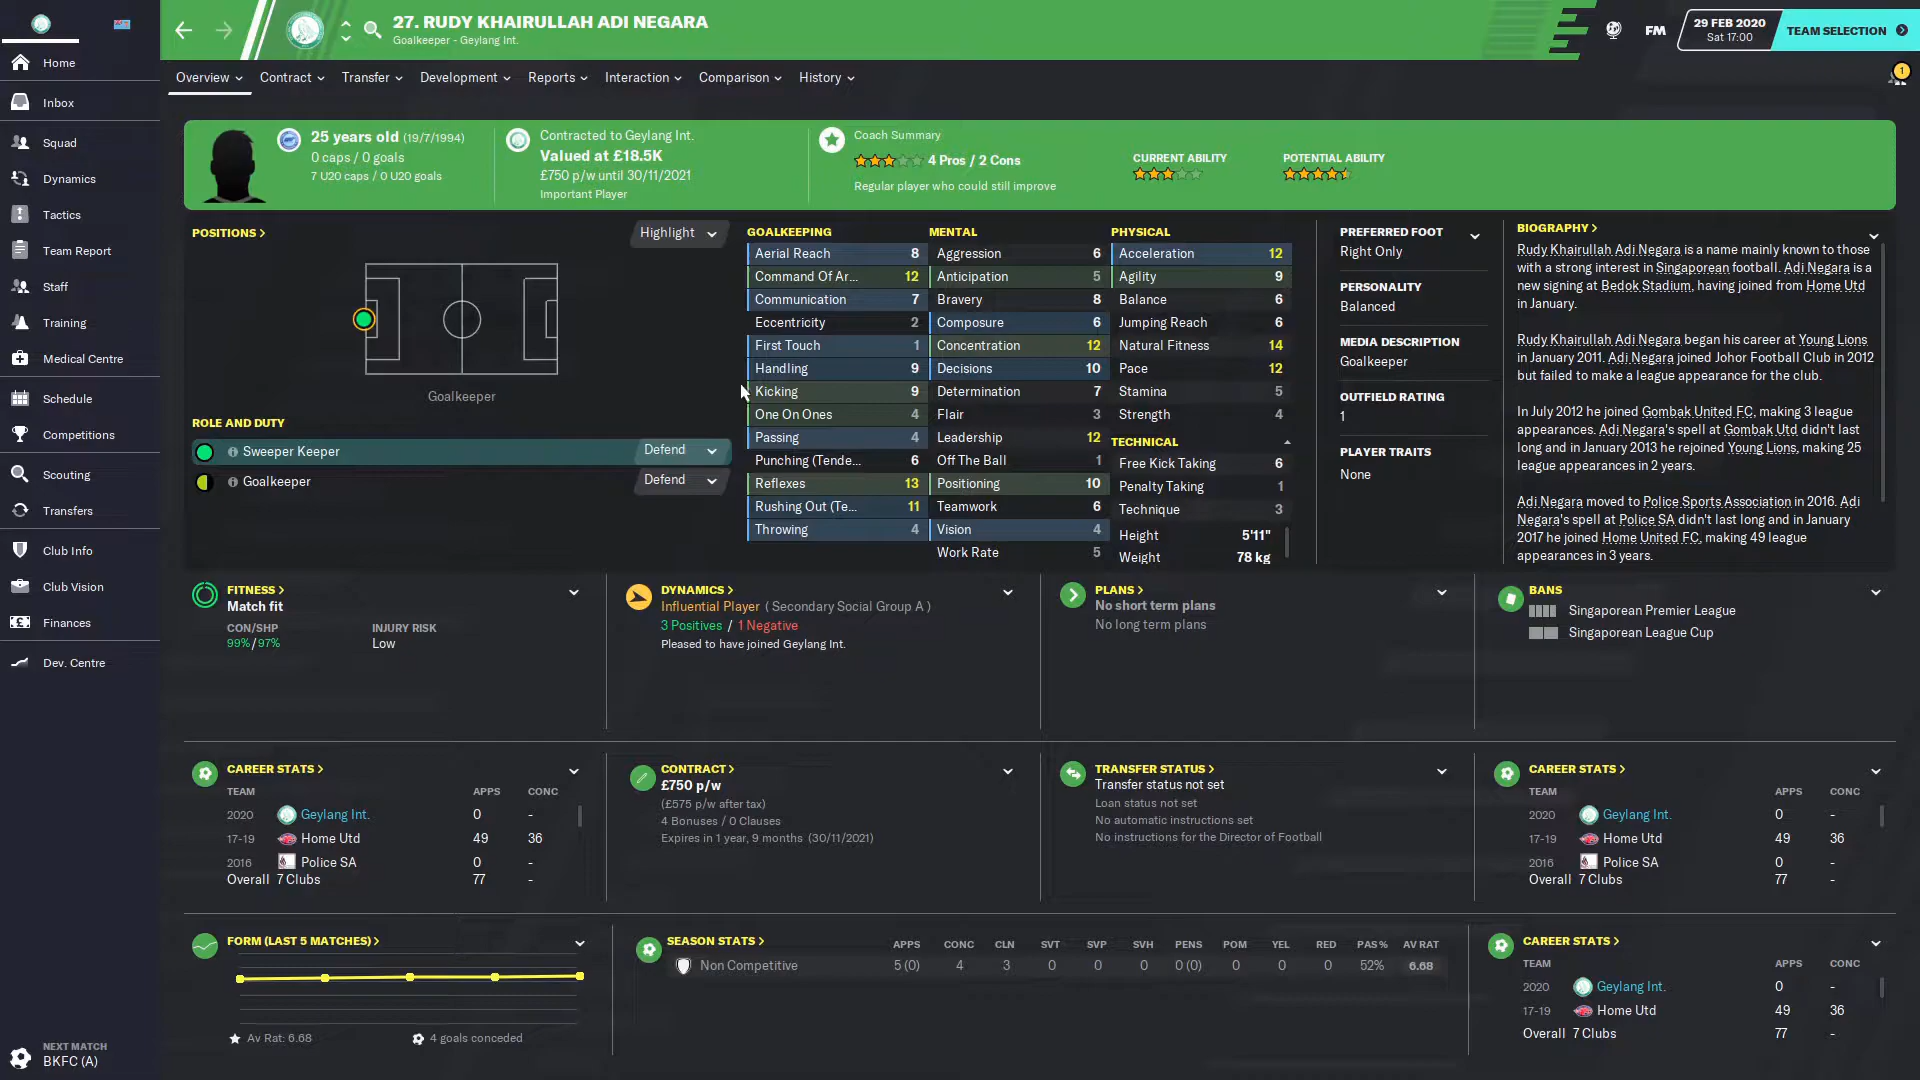 27. RUDY KHAIRULLAH ADI NEGARA
Goalkeeper - Geylang Int.
FM
29 FEB 2020
Sat 17:00
TEAM SELECTION
1
Home
Inbox
Squad
Dynamics
Tactics
Team Report
Staff
Training
Medical Centre
Schedule
Competitions
Scouting
Transfers
Club Info
Club Vision
Finances
Dev. Centre
NEXT MATCH
BKFC (A)
Overview Contract Transfer Development Reports Interaction Comparison History
25 years old (19/7/1994)
0 caps / 0 goals
7 U20 caps / 0 U20 goals
Contracted to Geylang Int.
Valued at £18.5K
£750 p/w until 30/11/2021
Important Player
Coach Summary
4 Pros / 2 Cons
Regular player who could still improve
CURRENT ABILITY
POTENTIAL ABILITY
POSITIONS >
Highlight
Goalkeeper
ROLE AND DUTY
Sweeper Keeper Defend
Goalkeeper Defend
GOALKEEPING
Aerial Reach 8
Command Of Ar... 12
Communication 7
Eccentricity 2
First Touch 1
Handling 9
Kicking 9
One On Ones 4
Passing 4
Punching (Tende... 6
Reflexes 13
Rushing Out (Te... 11
Throwing 4
MENTAL
Aggression 6
Anticipation 5
Bravery 8
Composure 6
Concentration 12
Decisions 10
Determination 7
Flair 3
Leadership 12
Off The Ball 1
Positioning 10
Teamwork 6
Vision 4
Work Rate 5
PHYSICAL
Acceleration 12
Agility 9
Balance 6
Jumping Reach 6
Natural Fitness 14
Pace 12
Stamina 5
Strength 4
TECHNICAL
Free Kick Taking 6
Penalty Taking 1
Technique 3
Height 5'11"
Weight 78 kg
PREFERRED FOOT
Right Only
PERSONALITY
Balanced
MEDIA DESCRIPTION
Goalkeeper
OUTFIELD RATING
1
PLAYER TRAITS
None
BIOGRAPHY >
Rudy Khairullah Adi Negara is a name mainly known to those
with a strong interest in Singaporean football. Adi Negara is a
new signing at Bedok Stadium, having joined from Home Utd
in January.
Rudy Khairullah Adi Negara began his career at Young Lions
in January 2011. Adi Negara joined Johor Football Club in 2012
but failed to make a league appearance for the club.
In July 2012 he joined Gombak United FC, making 3 league
appearances. Adi Negara's spell at Gombak Utd didn't last
long and in January 2013 he rejoined Young Lions, making 25
league appearances in 2 years.
Adi Negara moved to Police Sports Association in 2016. Adi
Negara's spell at Police SA didn't last long and in January
2017 he joined Home United FC, making 49 league
appearances in 3 years.
FITNESS >
Match fit
CON/SHP
99%/97%
INJURY RISK
Low
DYNAMICS >
Influential Player ( Secondary Social Group A )
3 Positives / 1 Negative
Pleased to have joined Geylang Int.
PLANS >
No short term plans
No long term plans
BANS
Singaporean Premier League
Singaporean League Cup
CAREER STATS >
TEAM APPS CONC
2020 Geylang Int. 0 -
17-19 Home Utd 49 36
2016 Police SA 0 -
Overall 7 Clubs 77 -
CONTRACT >
£750 p/w
(£575 p/w after tax)
4 Bonuses / 0 Clauses
Expires in 1 year, 9 months (30/11/2021)
TRANSFER STATUS >
Transfer status not set
Loan status not set
No automatic instructions set
No instructions for the Director of Football
CAREER STATS >
TEAM APPS CONC
2020 Geylang Int. 0 -
17-19 Home Utd 49 36
2016 Police SA 0 -
Overall 7 Clubs 77 -
FORM (LAST 5 MATCHES) >
Av Rat: 6.68 4 goals conceded
SEASON STATS > APPS CONC CLN SVT SVP SVH PENS POM YEL RED PAS % AV RAT
Non Competitive 5 (0) 4 3 0 0 0 0 (0) 0 0 0 52% 6.68
CAREER STATS >
TEAM APPS CONC
2020 Geylang Int. 0 -
17-19 Home Utd 49 36
Overall 7 Clubs 77 -